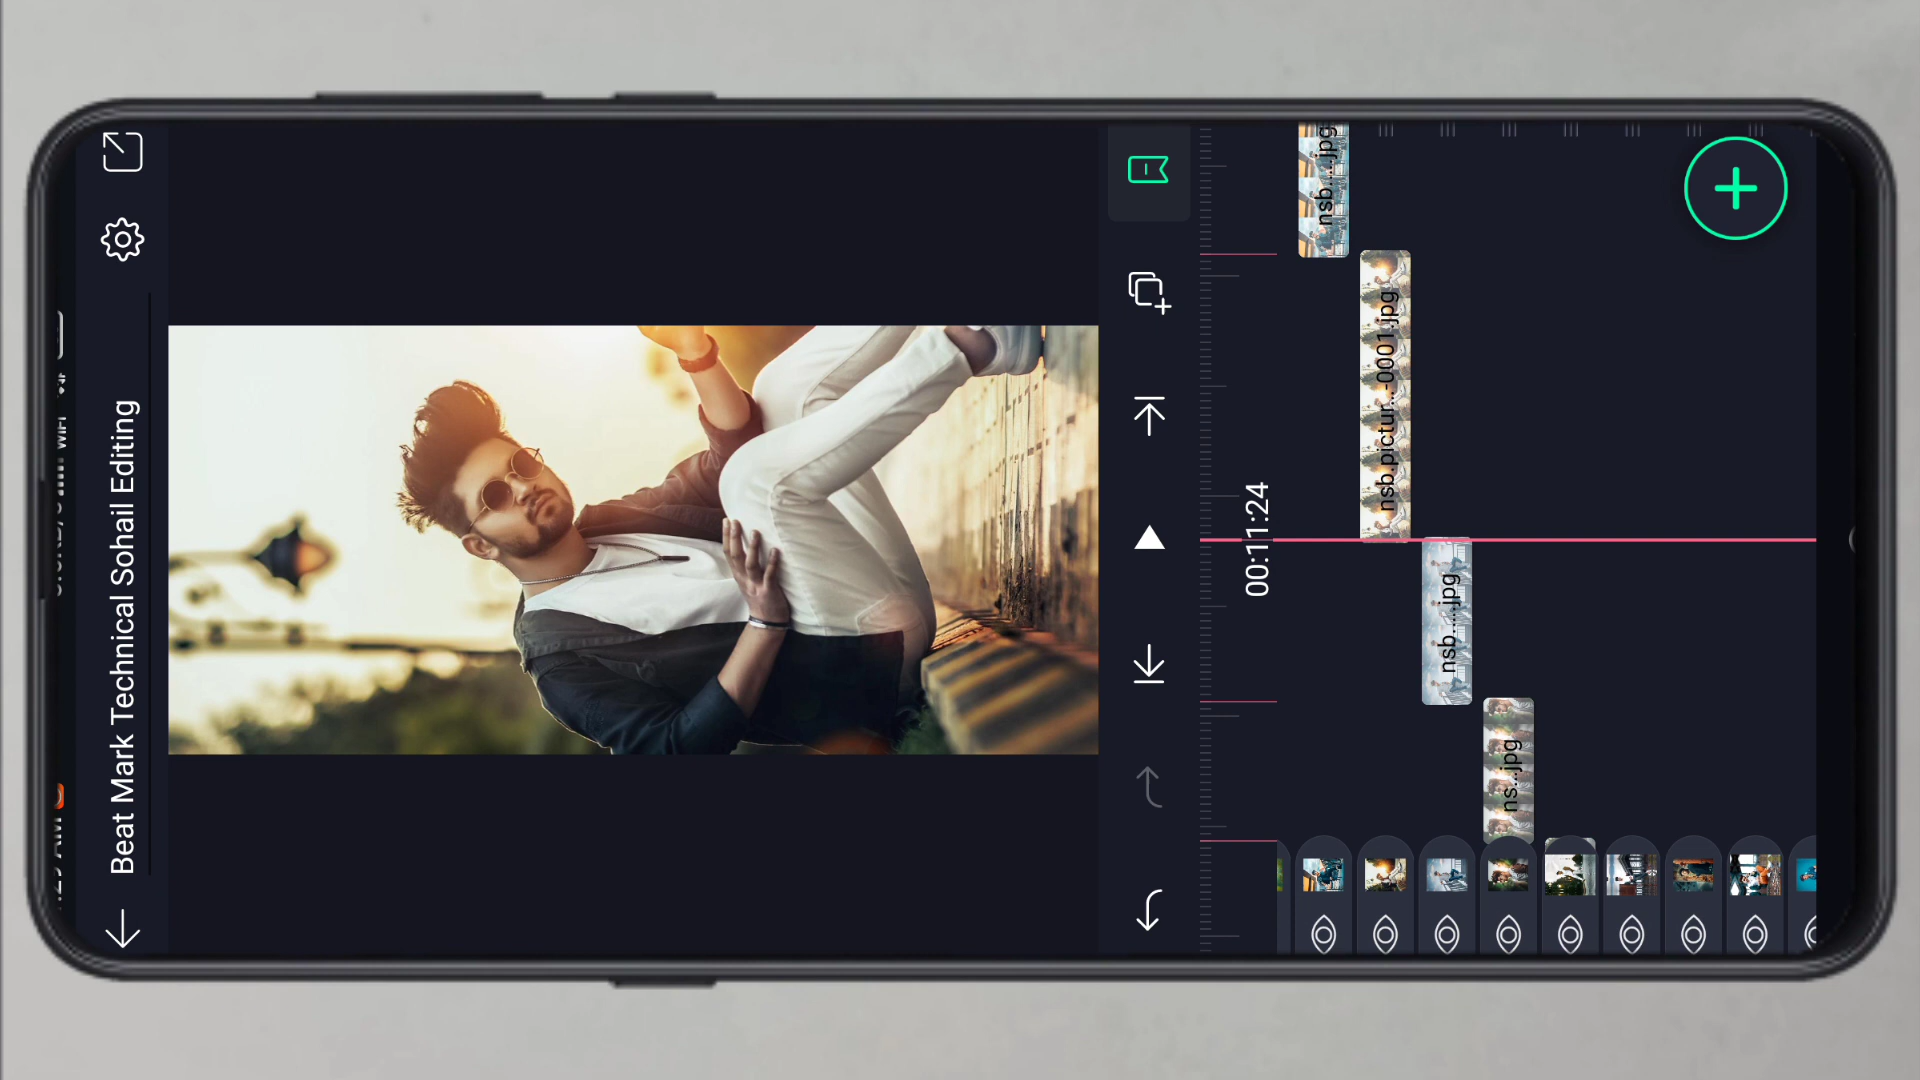 Beat Mark Technical Sohail Editing
00:11:24
nsb....jpg
nsb.pictur...-0001.jpg
nsb....jpg
ns...jpg